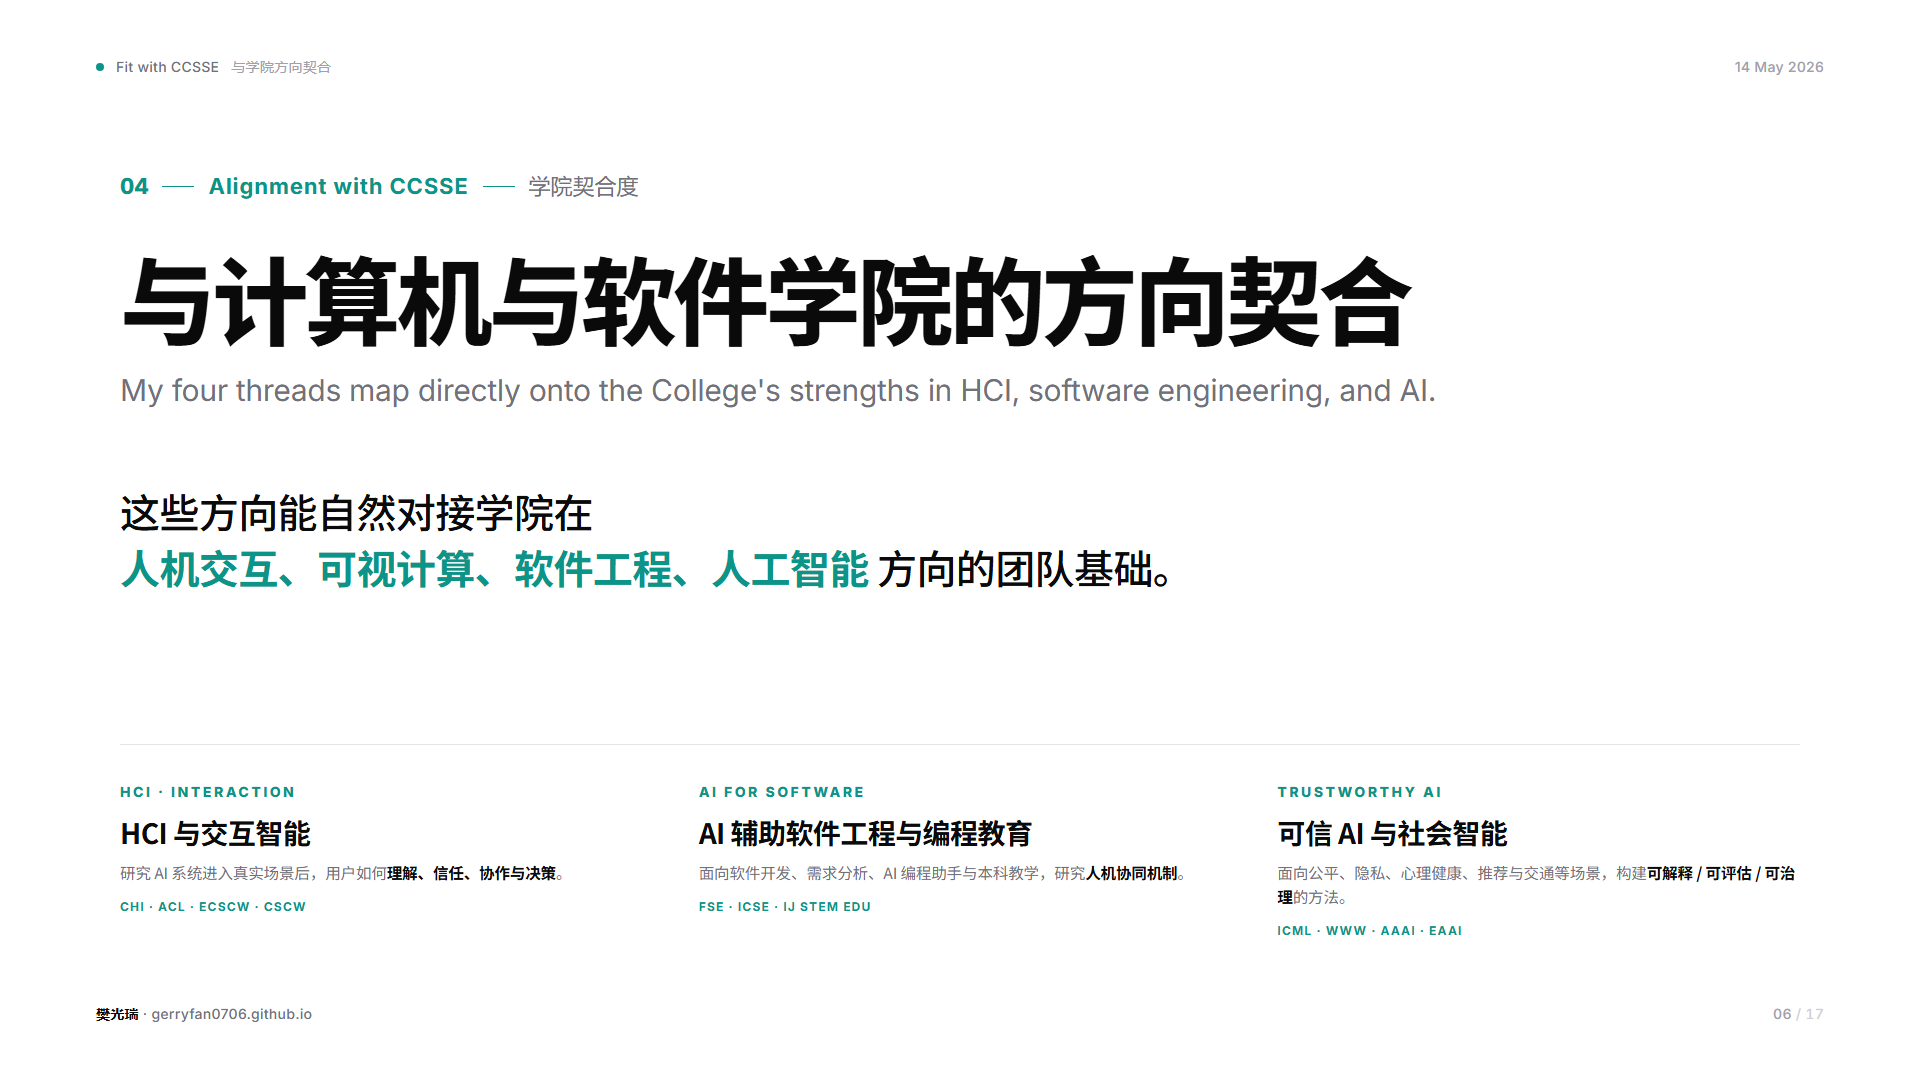 Fit with CCSSE 与学院方向契合
14 May 2026
04 — Alignment with CCSSE — 学院契合度
与计算机与软件学院的方向契合
My four threads map directly onto the College's strengths in HCI, software engineering, and AI.
这些方向能自然对接学院在
人机交互、可视计算、软件工程、人工智能 方向的团队基础。
HCI · INTERACTION
HCI 与交互智能
研究 AI 系统进入真实场景后，用户如何理解、信任、协作与决策。
CHI · ACL · ECSCW · CSCW
AI FOR SOFTWARE
AI 辅助软件工程与编程教育
面向软件开发、需求分析、AI 编程助手与本科教学，研究人机协同机制。
FSE · ICSE · IJ STEM EDU
TRUSTWORTHY AI
可信 AI 与社会智能
面向公平、隐私、心理健康、推荐与交通等场景，构建可解释 / 可评估 / 可治
理的方法。
ICML · WWW · AAAI · EAAI
樊光瑞 · gerryfan0706.github.io
06 / 17